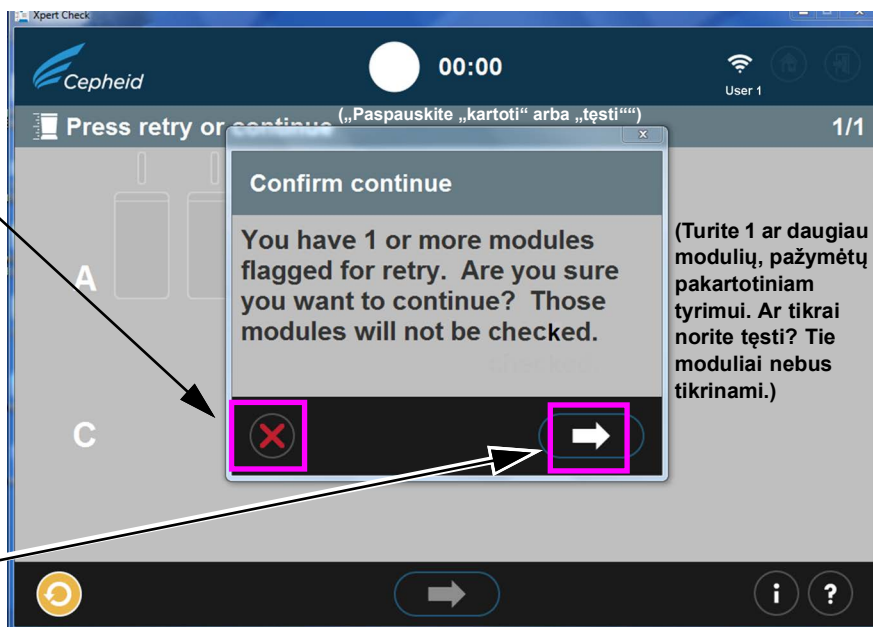 Xpert Check
Cepheid
00:00
User 1
Press retry or continue
(„Paspauskite „kartoti“ arba „tęsti““)
1/1
Confirm continue
You have 1 or more modules
flagged for retry. Are you sure
you want to continue? Those
modules will not be checked.
(Turite 1 ar daugiau
modulių, pažymėtų
pakartotiniam
tyrimui. Ar tikrai
norite tęsti? Tie
moduliai nebus
tikrinami.)
A
C
i
?